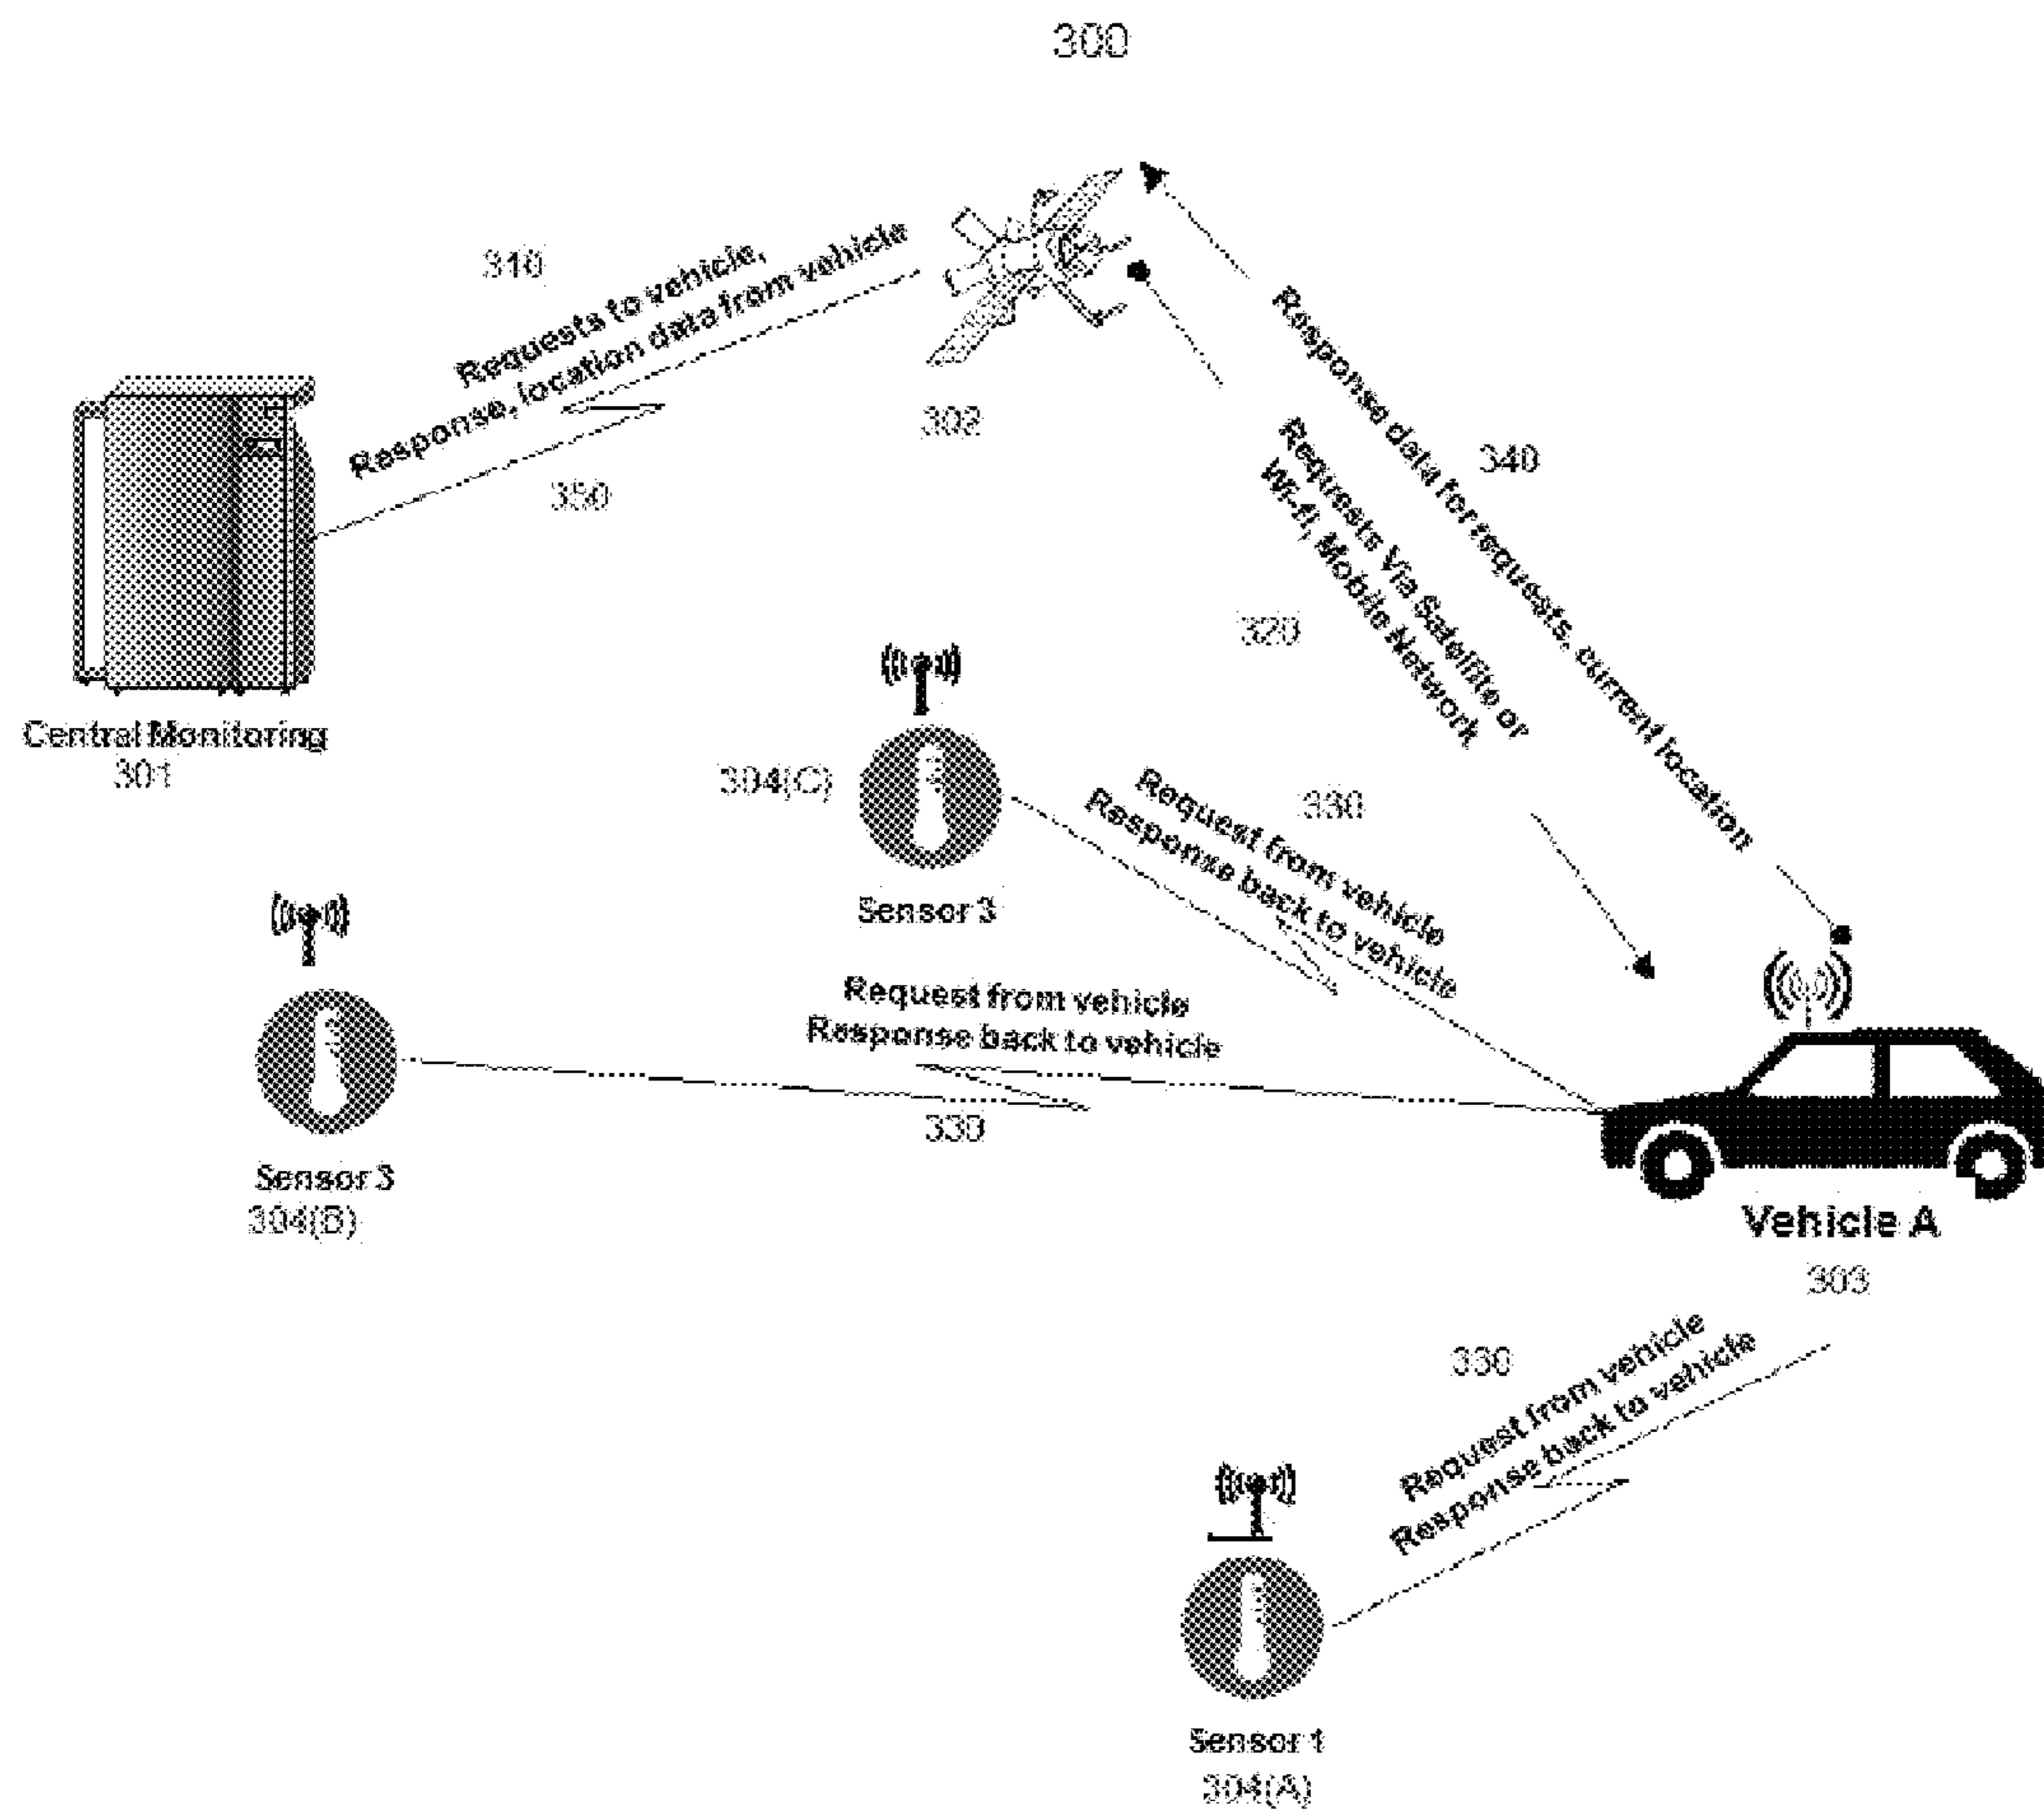 300
310
Requests to vehicle,
Response, location data from vehicle
350
302
Response data for requests, current location
340
Requests Via Satellite or
Wi-fi, Mobile Network
320
Central Monitoring
301
304(C)
Sensor 3
Request from vehicle
Response back to vehicle
330
Request from vehicle
Response back to vehicle
330
Sensor 3
304(B)
Vehicle A
303
330
Request from vehicle
Response back to vehicle
Sensor 1
304(A)